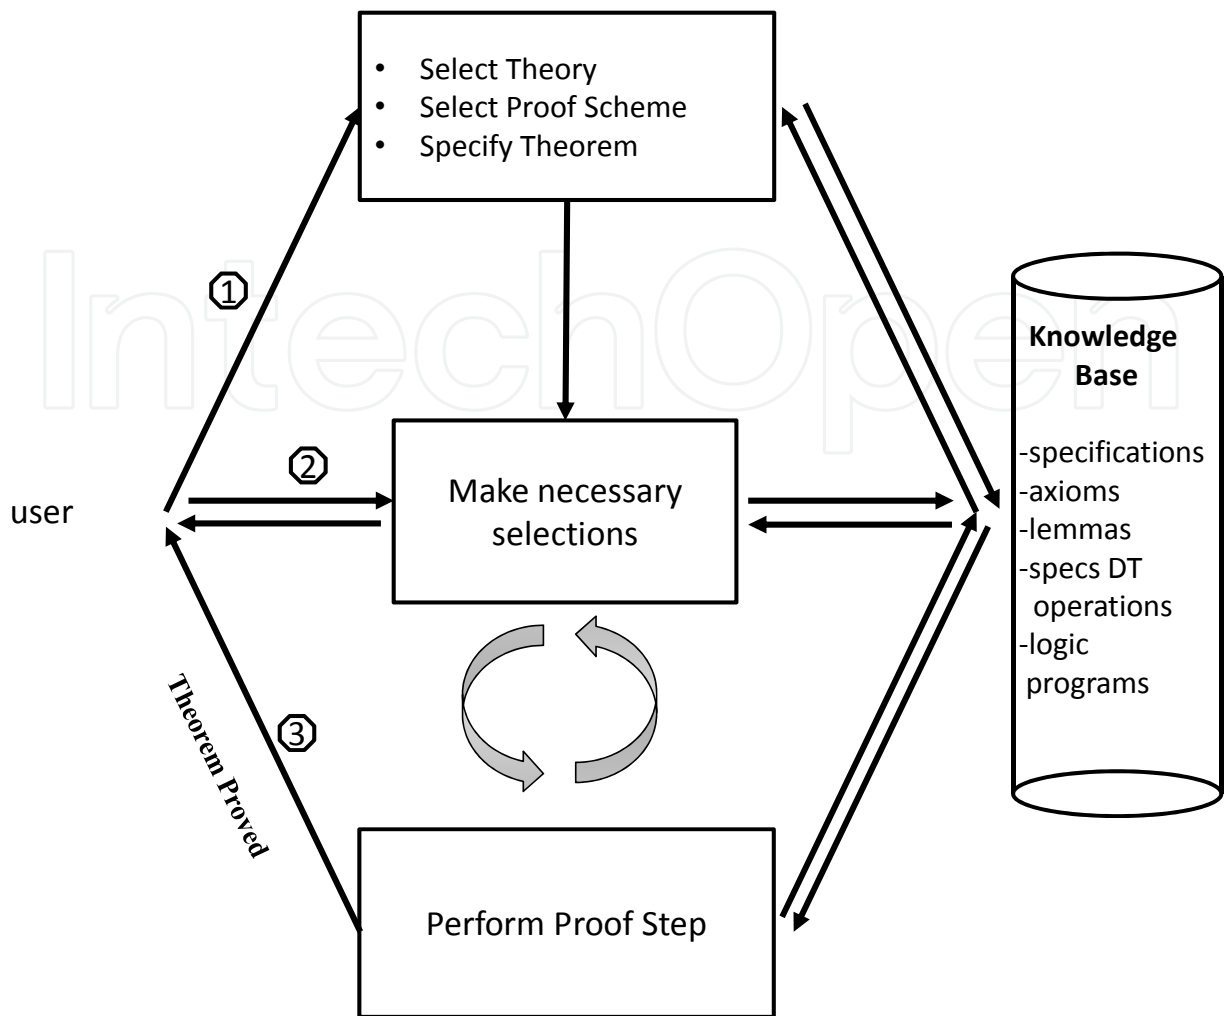 • Select Theory
• Select Proof Scheme
• Specify Theorem
IntechOpen
1
Knowledge
Base
2
Make necessary
selections
user
-specifications
-axioms
-lemmas
-specs DT
operations
-logic
programs
Theorem Proved
3
Perform Proof Step